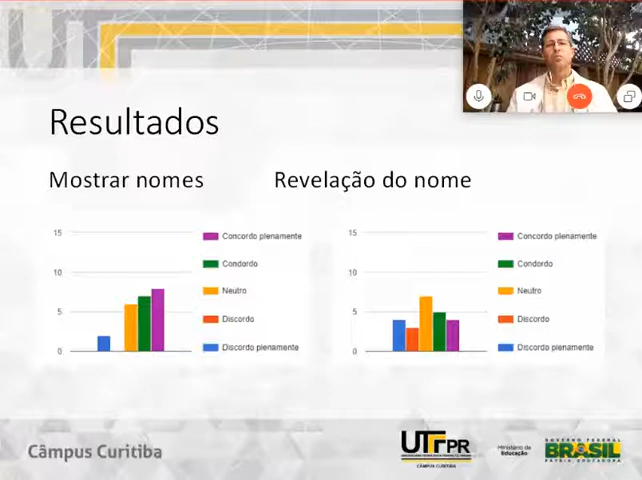 Resultados
Mostrar nomes
Revelação do nome
15
10
5
0
Concordo plenamente
Condordo
Neutro
Discordo
Discordo plenamente
15
10
5
0
Concordo plenamente
Condordo
Neutro
Discordo
Discordo plenamente
Câmpus Curitiba
UTFPR
CÂMPUS CURITIBA
Ministério da
Educação
GOVERNO FEDERAL
BRASIL
PÁTRIA EDUCADORA